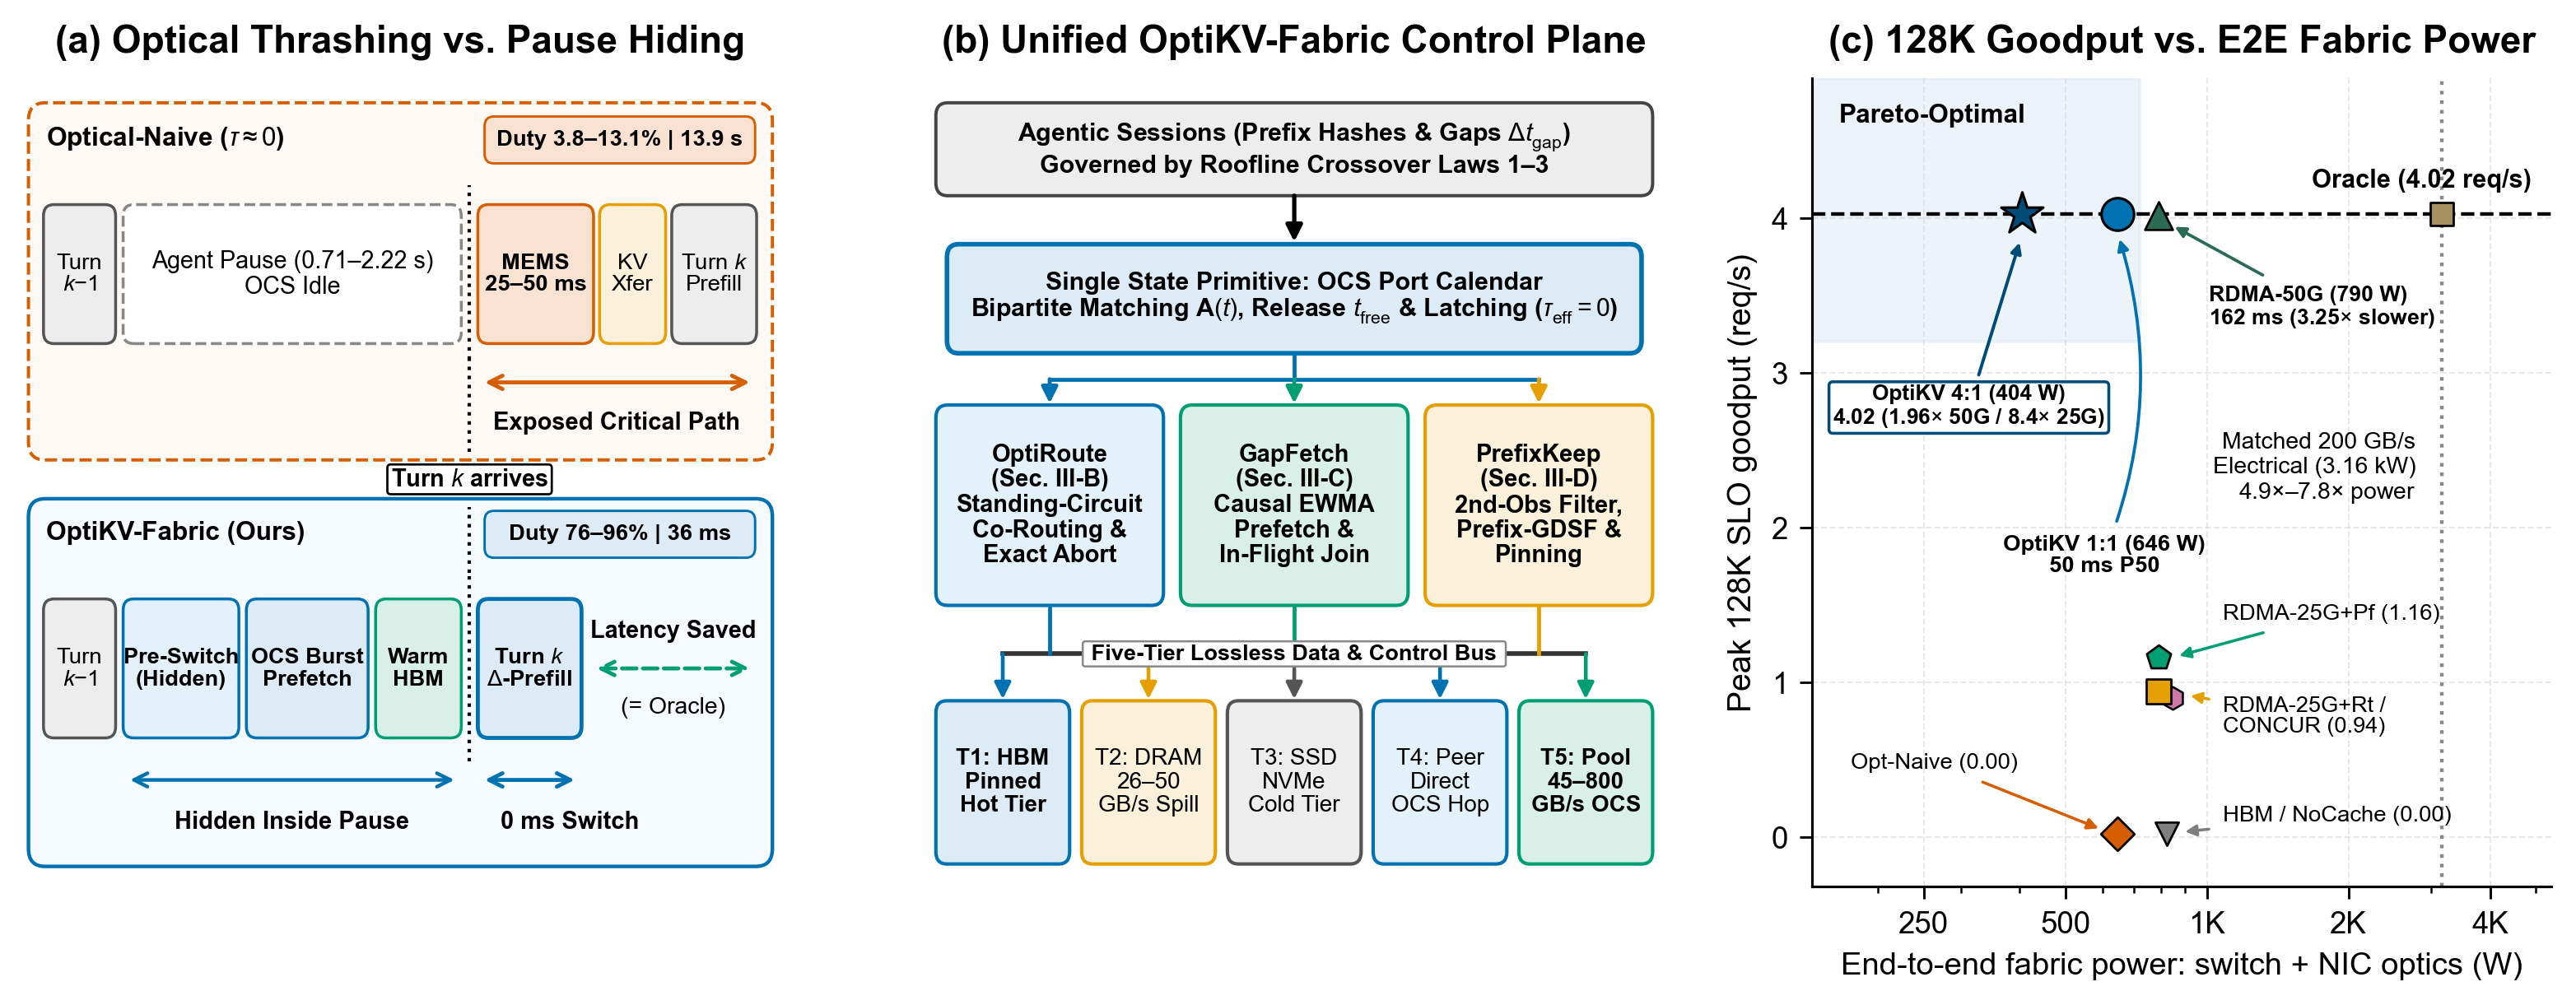 (a) Optical Thrashing vs. Pause Hiding
Optical-Naive (τ ≈ 0)
Duty 3.8–13.1% | 13.9 s
Turn
k−1
Agent Pause (0.71–2.22 s)
OCS Idle
MEMS
25–50 ms
KV
Xfer
Turn k
Prefill
Exposed Critical Path
Turn k arrives
OptiKV-Fabric (Ours)
Duty 76–96% | 36 ms
Turn
k−1
Pre-Switch
(Hidden)
OCS Burst
Prefetch
Warm
HBM
Turn k
Δ-Prefill
Latency Saved
(= Oracle)
Hidden Inside Pause
0 ms Switch
(b) Unified OptiKV-Fabric Control Plane
Agentic Sessions (Prefix Hashes & Gaps Δt_gap)
Governed by Roofline Crossover Laws 1–3
Single State Primitive: OCS Port Calendar
Bipartite Matching A(t), Release t_free & Latching (τ_eff = 0)
OptiRoute
(Sec. III-B)
Standing-Circuit
Co-Routing &
Exact Abort
GapFetch
(Sec. III-C)
Causal EWMA
Prefetch &
In-Flight Join
PrefixKeep
(Sec. III-D)
2nd-Obs Filter,
Prefix-GDSF &
Pinning
Five-Tier Lossless Data & Control Bus
T1: HBM
Pinned
Hot Tier
T2: DRAM
26–50
GB/s Spill
T3: SSD
NVMe
Cold Tier
T4: Peer
Direct
OCS Hop
T5: Pool
45–800
GB/s OCS
(c) 128K Goodput vs. E2E Fabric Power
Pareto-Optimal
Oracle (4.02 req/s)
RDMA-50G (790 W)
162 ms (3.25× slower)
OptiKV 4:1 (404 W)
4.02 (1.96× 50G / 8.4× 25G)
Matched 200 GB/s
Electrical (3.16 kW)
4.9×–7.8× power
OptiKV 1:1 (646 W)
50 ms P50
RDMA-25G+Pf (1.16)
RDMA-25G+Rt /
CONCUR (0.94)
Opt-Naive (0.00)
HBM / NoCache (0.00)
Peak 128K SLO goodput (req/s)
4
3
2
1
0
250
500
1K
2K
4K
End-to-end fabric power: switch + NIC optics (W)